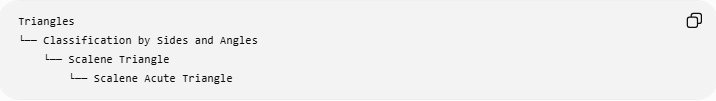 Triangles
└── Classification by Sides and Angles
    └── Scalene Triangle
        └── Scalene Acute Triangle